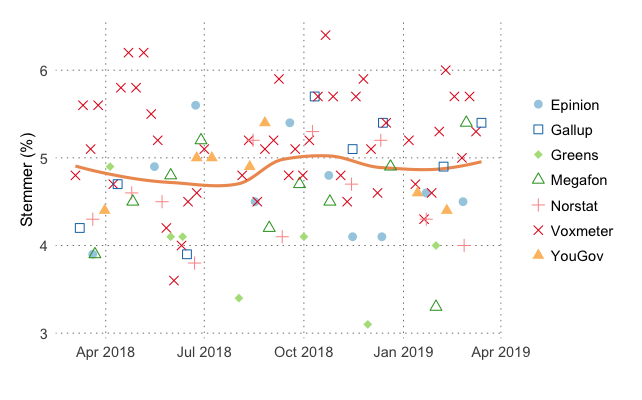 Stemmer (%)
6
5
4
3
Apr 2018
Jul 2018
Oct 2018
Jan 2019
Apr 2019
Epinion
Gallup
Greens
Megafon
Norstat
Voxmeter
YouGov